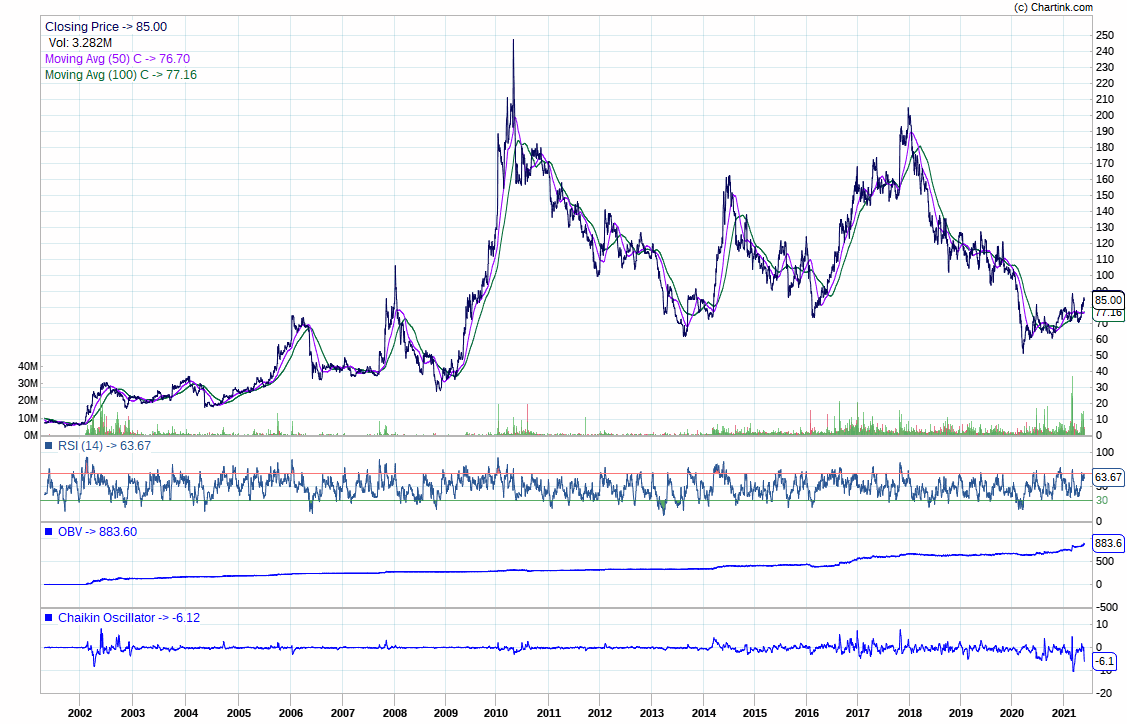 (c) Chartink.com
Closing Price -> 85.00
Vol: 3.282M
Moving Avg (50) C -> 76.70
Moving Avg (100) C -> 77.16
250
240
230
220
210
200
190
180
170
160
150
140
130
120
110
100
90
85.00
77.16
70
60
50
40
30
20
10
0
40M
30M
20M
10M
0M
RSI (14) -> 63.67
100
63.67
50
30
0
OBV -> 883.60
883.6
500
0
-500
Chaikin Oscillator -> -6.12
10
0
-6.1
-10
-20
2002 2003 2004 2005 2006 2007 2008 2009 2010 2011 2012 2013 2014 2015 2016 2017 2018 2019 2020 2021